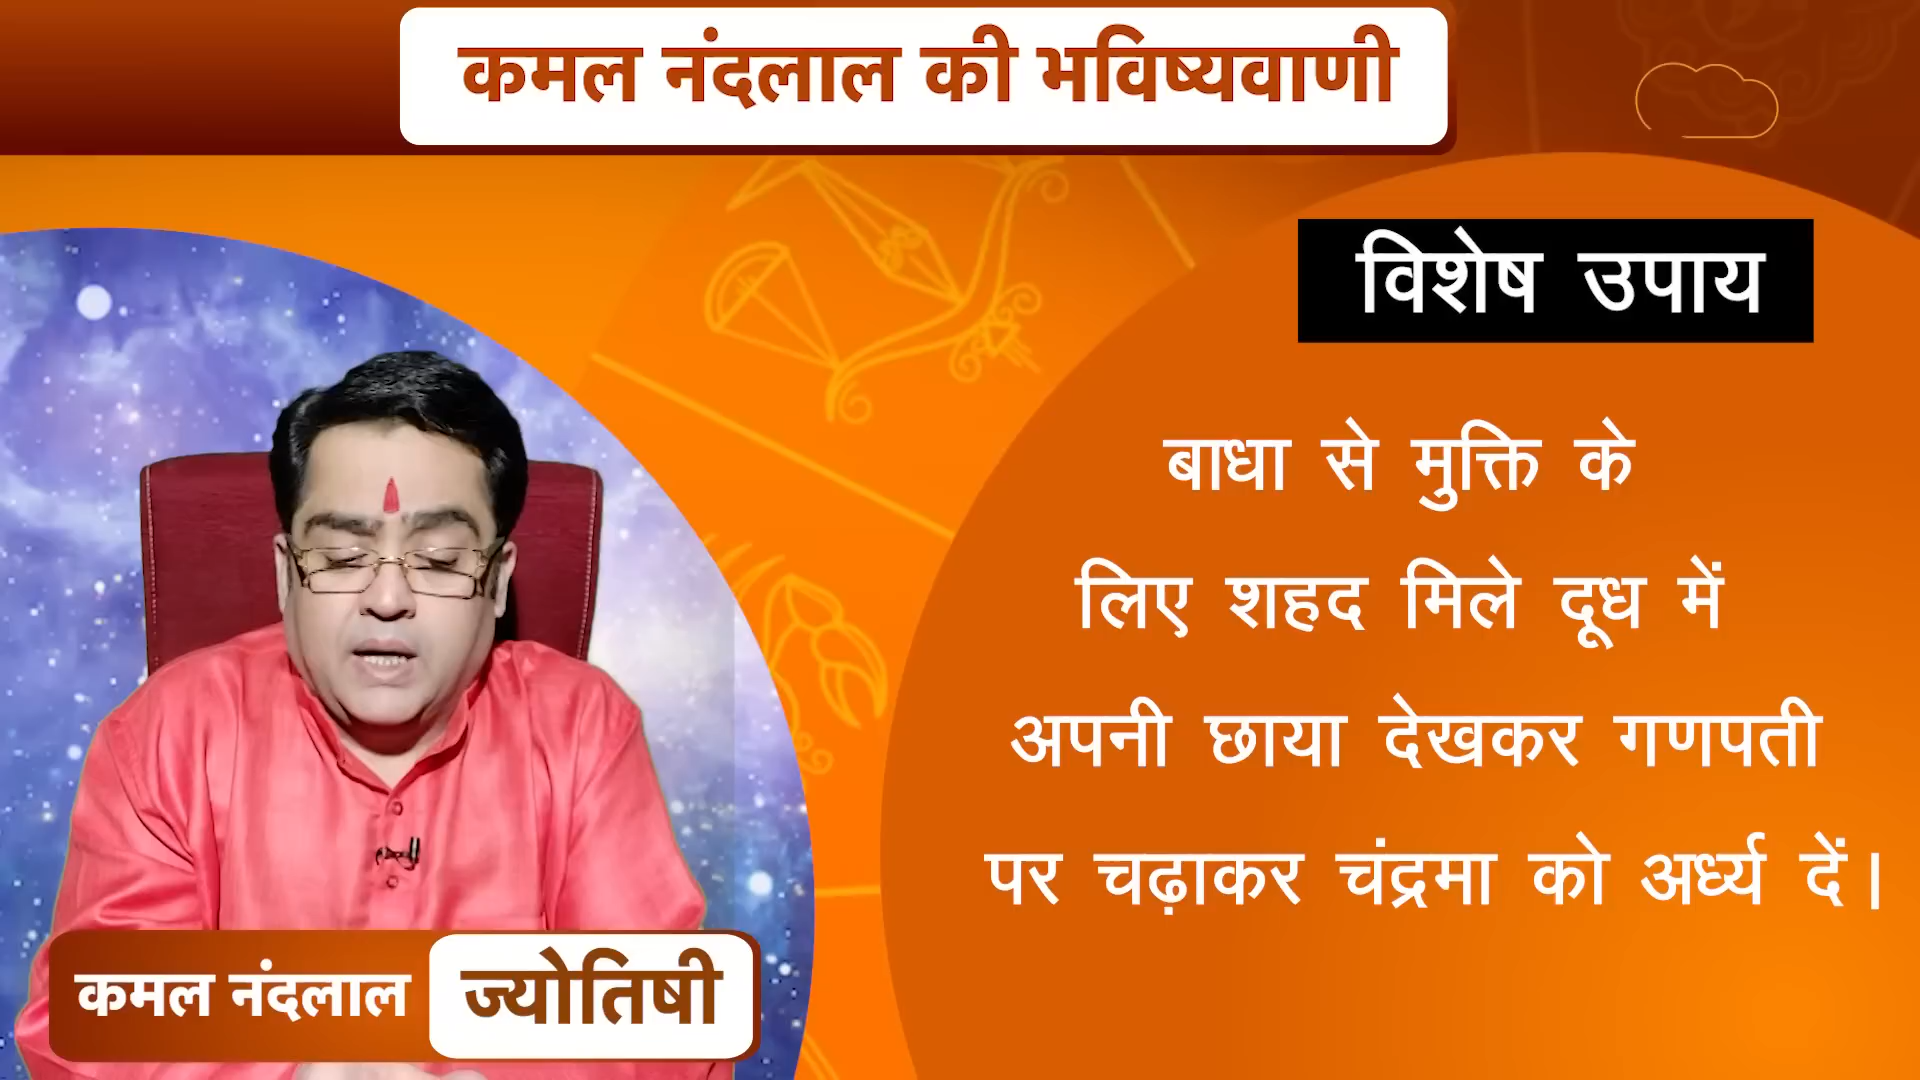 कमल नंदलाल की भविष्यवाणी
विशेष उपाय
बाधा से मुक्ति के
लिए शहद मिले दूध में
अपनी छाया देखकर गणपती
पर चढ़ाकर चंद्रमा को अर्ध्य दें।
कमल नंदलाल
ज्योतिषी